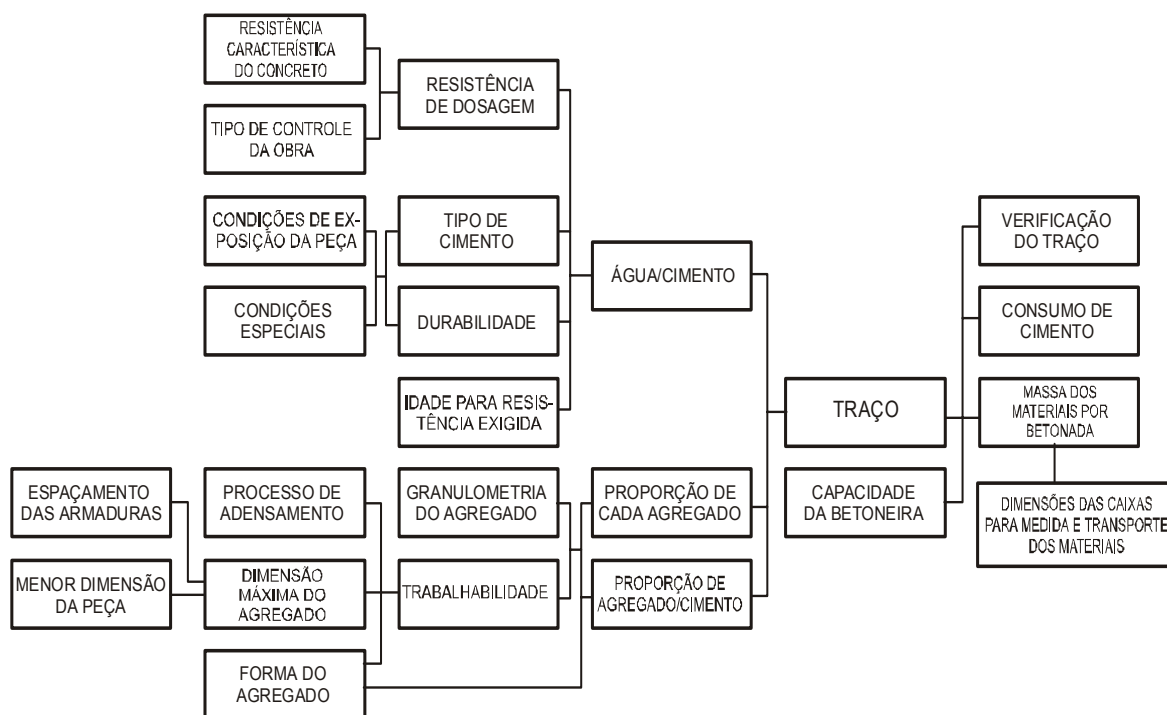 RESISTÊNCIA
CARACTERÍSTICA
DO CONCRETO
TIPO DE CONTROLE
DA OBRA
RESISTÊNCIA
DE DOSAGEM
CONDIÇÕES DE EX-
POSIÇÃO DA PEÇA
CONDIÇÕES
ESPECIAIS
TIPO DE
CIMENTO
DURABILIDADE
IDADE PARA RESIS-
TÊNCIA EXIGIDA
ÁGUA/CIMENTO
ESPAÇAMENTO
DAS ARMADURAS
MENOR DIMENSÃO
DA PEÇA
PROCESSO DE
ADENSAMENTO
DIMENSÃO
MÁXIMA DO
AGREGADO
FORMA DO
AGREGADO
GRANULOMETRIA
DO AGREGADO
TRABALHABILIDADE
PROPORÇÃO DE
CADA AGREGADO
PROPORÇÃO DE
AGREGADO/CIMENTO
TRAÇO
CAPACIDADE
DA BETONEIRA
VERIFICAÇÃO
DO TRAÇO
CONSUMO DE
CIMENTO
MASSA DOS
MATERIAIS POR
BETONADA
DIMENSÕES DAS CAIXAS
PARA MEDIDA E TRANSPORTE
DOS MATERIAIS